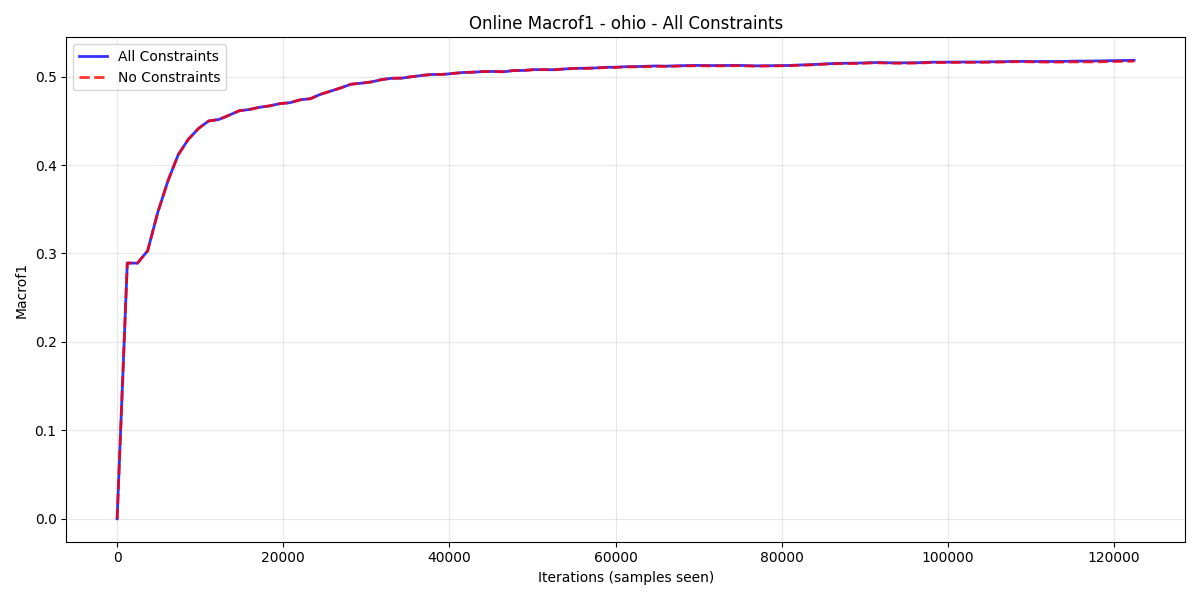 Online Macrof1 - ohio - All Constraints
All Constraints
No Constraints
Macrof1
0.5
0.4
0.3
0.2
0.1
0.0
0
20000
40000
60000
80000
100000
120000
Iterations (samples seen)